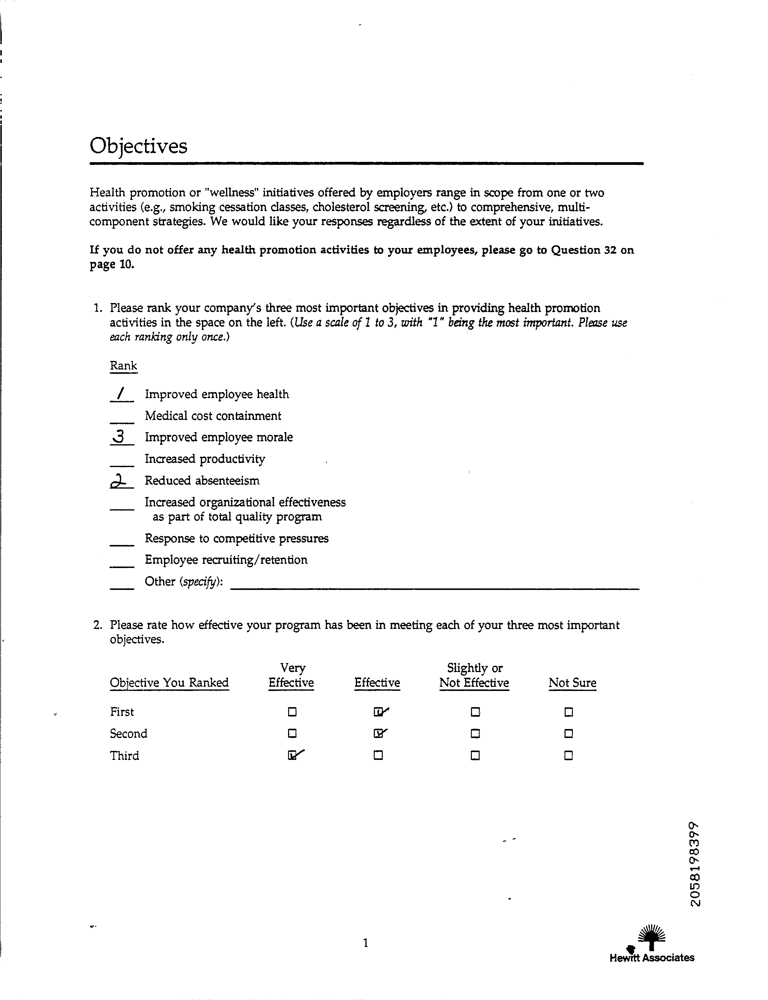 Objectives
Health promotion or "wellness" initiatives offered by employers range in scope from one or two
activities (e.g., smoking cessation classes, cholesterol screening, etc.) to comprehensive, multi-
component strategies. We would like your responses regardless of the extent of your initiatives.
If you do not offer any health promotion activities to your employees, please go to Question 32 on
page 10.
1. Please rank your company's three most important objectives in providing health promotion
activities in the space on the left. (Use a scale of 1 to 3, with "1" being the most important. Please use
each ranking only once.)
Rank
1 Improved employee health
Medical cost containment
3 Improved employee morale
Increased productivity
2 Reduced absenteeism
Increased organizational effectiveness
as part of total quality program
Response to competitive pressures
Employee recruiting/retention
Other (specify):
2. Please rate how effective your program has been in meeting each of your three most important
objectives.
Very Slightly or
Objective You Ranked Effective Effective Not Effective Not Sure
First ☐ ☑ ☐ ☐
Second ☐ ☑ ☐ ☐
Third ☑ ☐ ☐ ☐
2058198399
1
Hewitt Associates